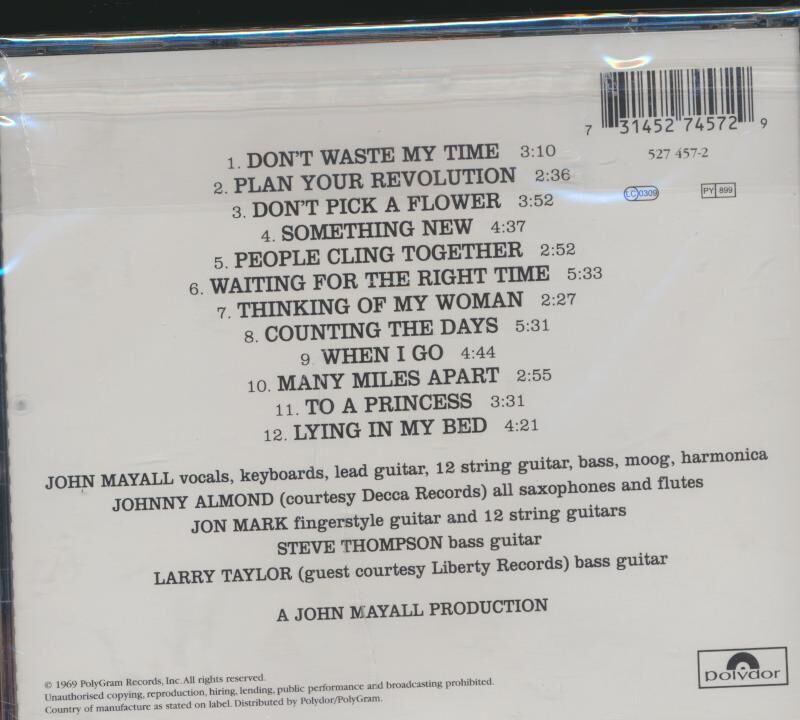 7 31452 74572 9
527 457-2
LC 0309
PY 899
1. DON'T WASTE MY TIME 3:10
2. PLAN YOUR REVOLUTION 2:36
3. DON'T PICK A FLOWER 3:52
4. SOMETHING NEW 4:37
5. PEOPLE CLING TOGETHER 2:52
6. WAITING FOR THE RIGHT TIME 5:33
7. THINKING OF MY WOMAN 2:27
8. COUNTING THE DAYS 5:31
9. WHEN I GO 4:44
10. MANY MILES APART 2:55
11. TO A PRINCESS 3:31
12. LYING IN MY BED 4:21
JOHN MAYALL vocals, keyboards, lead guitar, 12 string guitar, bass, moog, harmonica
JOHNNY ALMOND (courtesy Decca Records) all saxophones and flutes
JON MARK fingerstyle guitar and 12 string guitars
STEVE THOMPSON bass guitar
LARRY TAYLOR (guest courtesy Liberty Records) bass guitar
A JOHN MAYALL PRODUCTION
© 1969 PolyGram Records, Inc. All rights reserved.
Unauthorised copying, reproduction, hiring, lending, public performance and broadcasting prohibited.
Country of manufacture as stated on label. Distributed by Polydor/PolyGram.
polydor